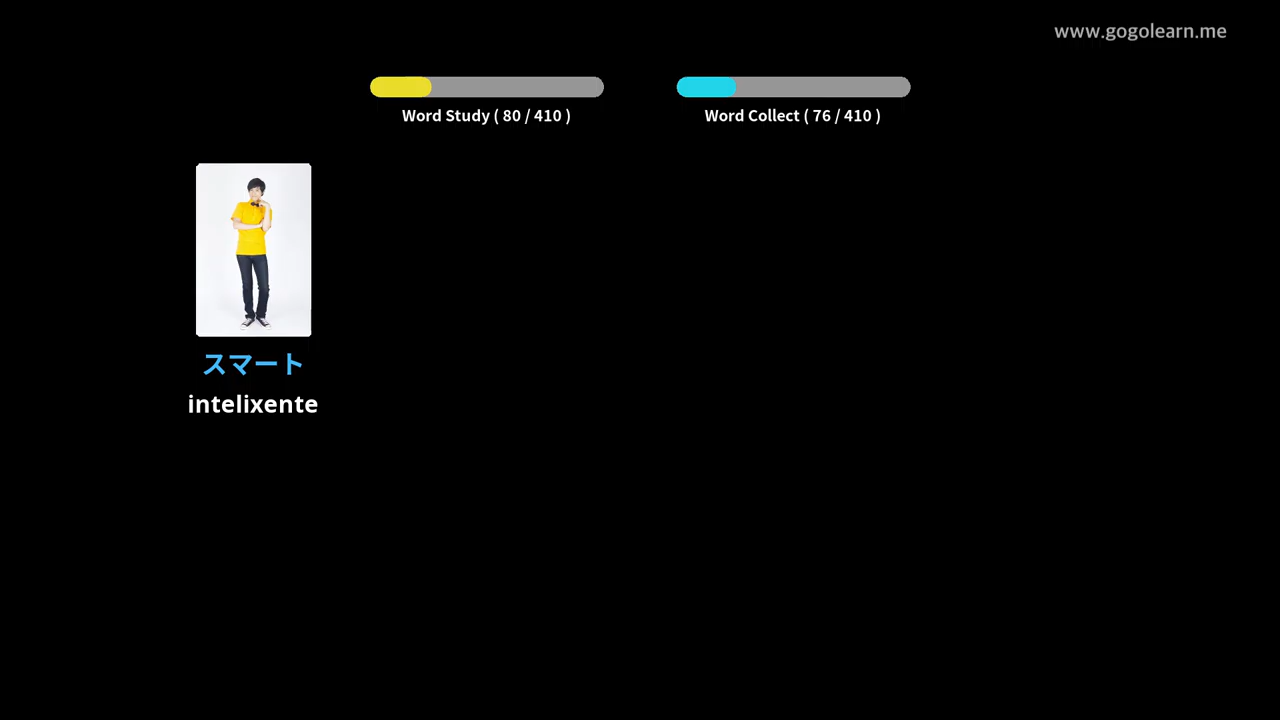 www.gogolearn.me
Word Study ( 80 / 410 )
Word Collect ( 76 / 410 )
スマート
intelixente